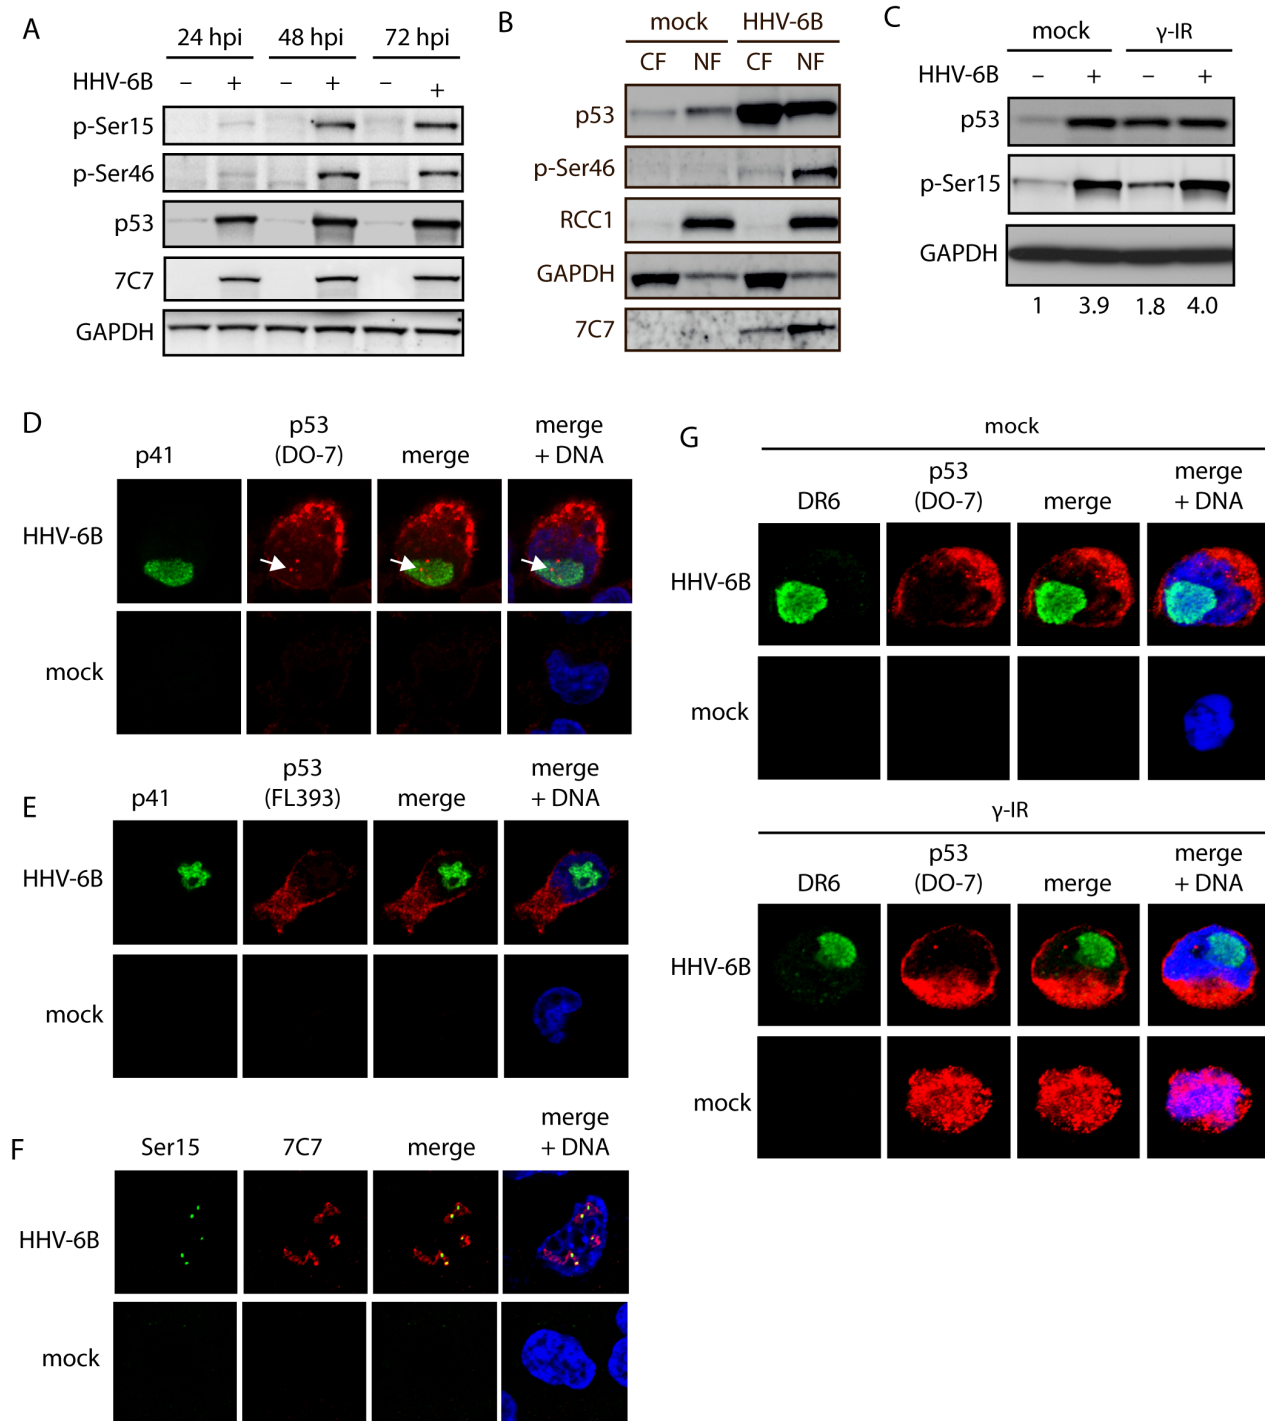 A
24 hpi 48 hpi 72 hpi
HHV-6B – + – + – +
p-Ser15
p-Ser46
p53
7C7
GAPDH
B
mock HHV-6B
CF NF CF NF
p53
p-Ser46
RCC1
GAPDH
7C7
C
mock γ-IR
HHV-6B – + – +
p53
p-Ser15
GAPDH
1 3.9 1.8 4.0
D
p41 p53 (DO-7) merge merge + DNA
HHV-6B
mock
E
p41 p53 (FL393) merge merge + DNA
HHV-6B
mock
F
Ser15 7C7 merge merge + DNA
HHV-6B
mock
G
mock
DR6 p53 (DO-7) merge merge + DNA
HHV-6B
mock
γ-IR
DR6 p53 (DO-7) merge merge + DNA
HHV-6B
mock